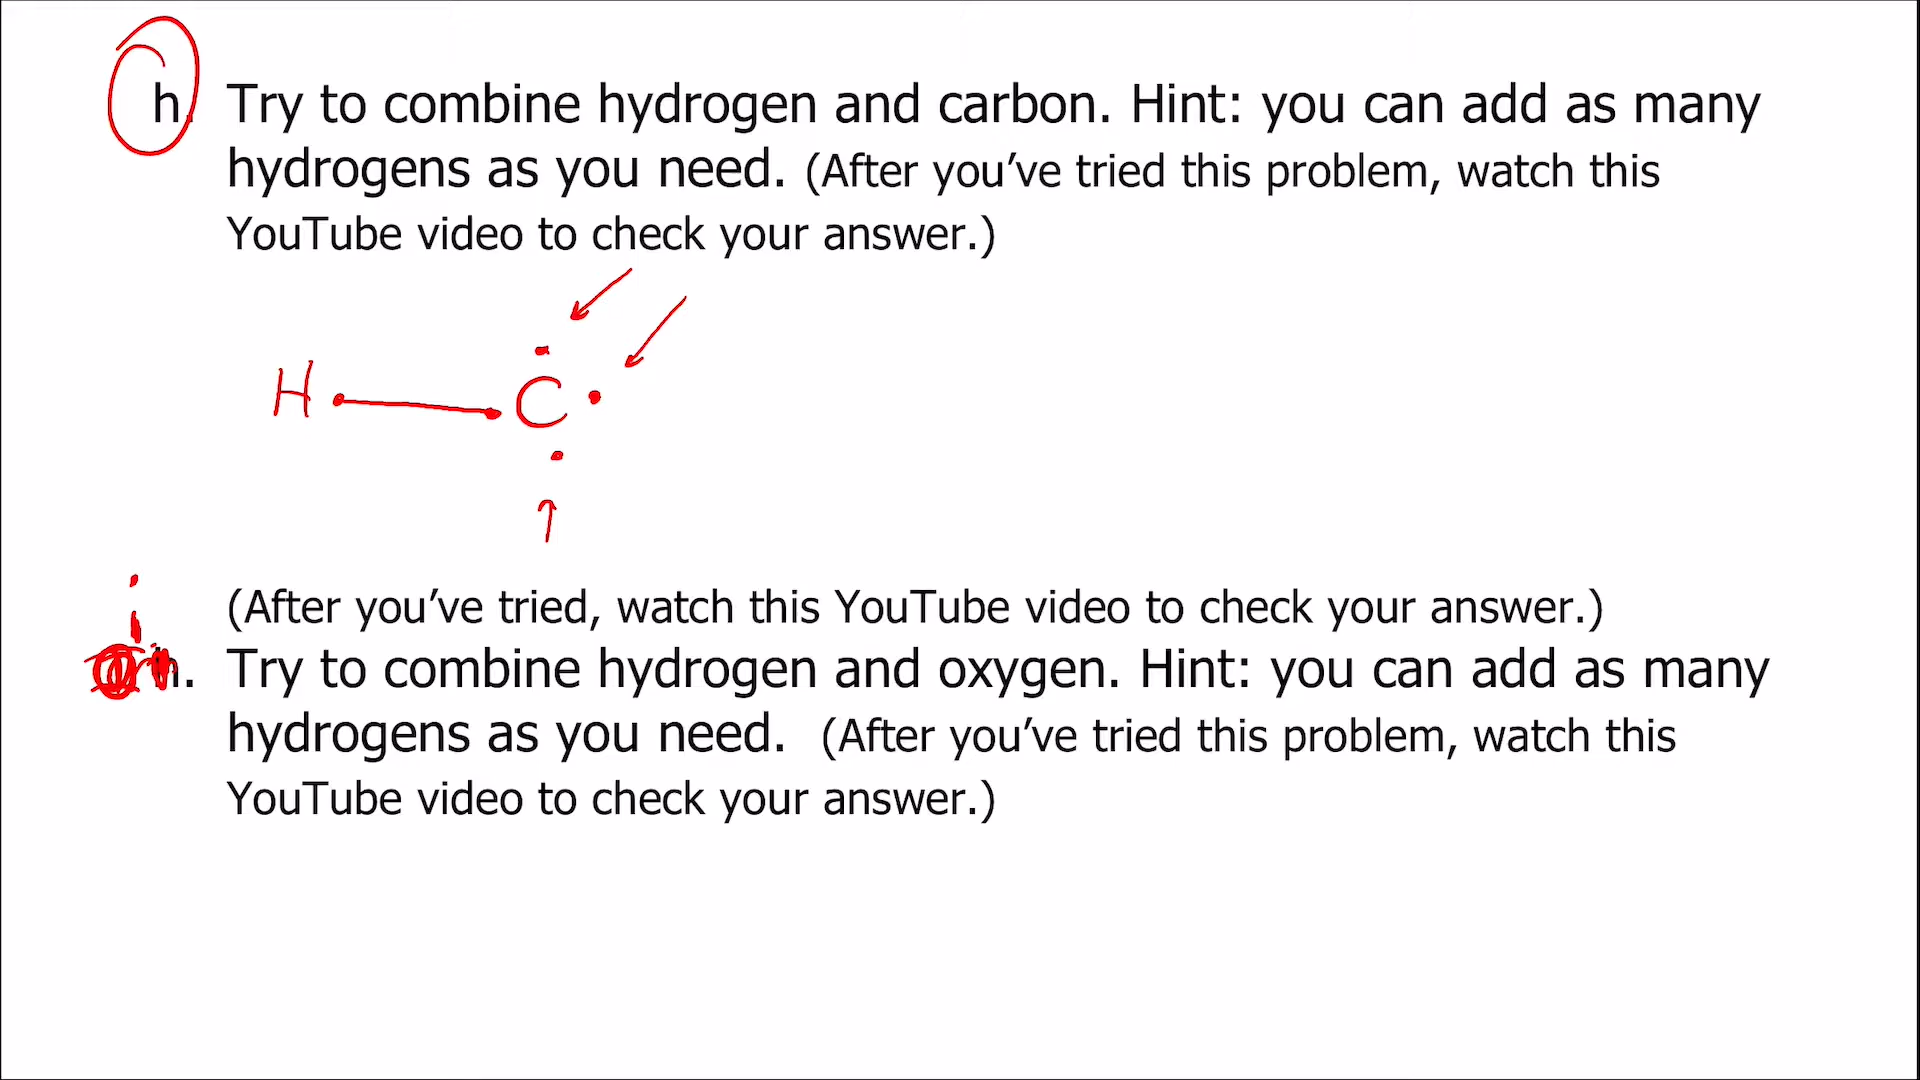 h. Try to combine hydrogen and carbon. Hint: you can add as many
hydrogens as you need. (After you’ve tried this problem, watch this
YouTube video to check your answer.)
H C
(After you’ve tried, watch this YouTube video to check your answer.)
i
h. Try to combine hydrogen and oxygen. Hint: you can add as many
hydrogens as you need. (After you’ve tried this problem, watch this
YouTube video to check your answer.)